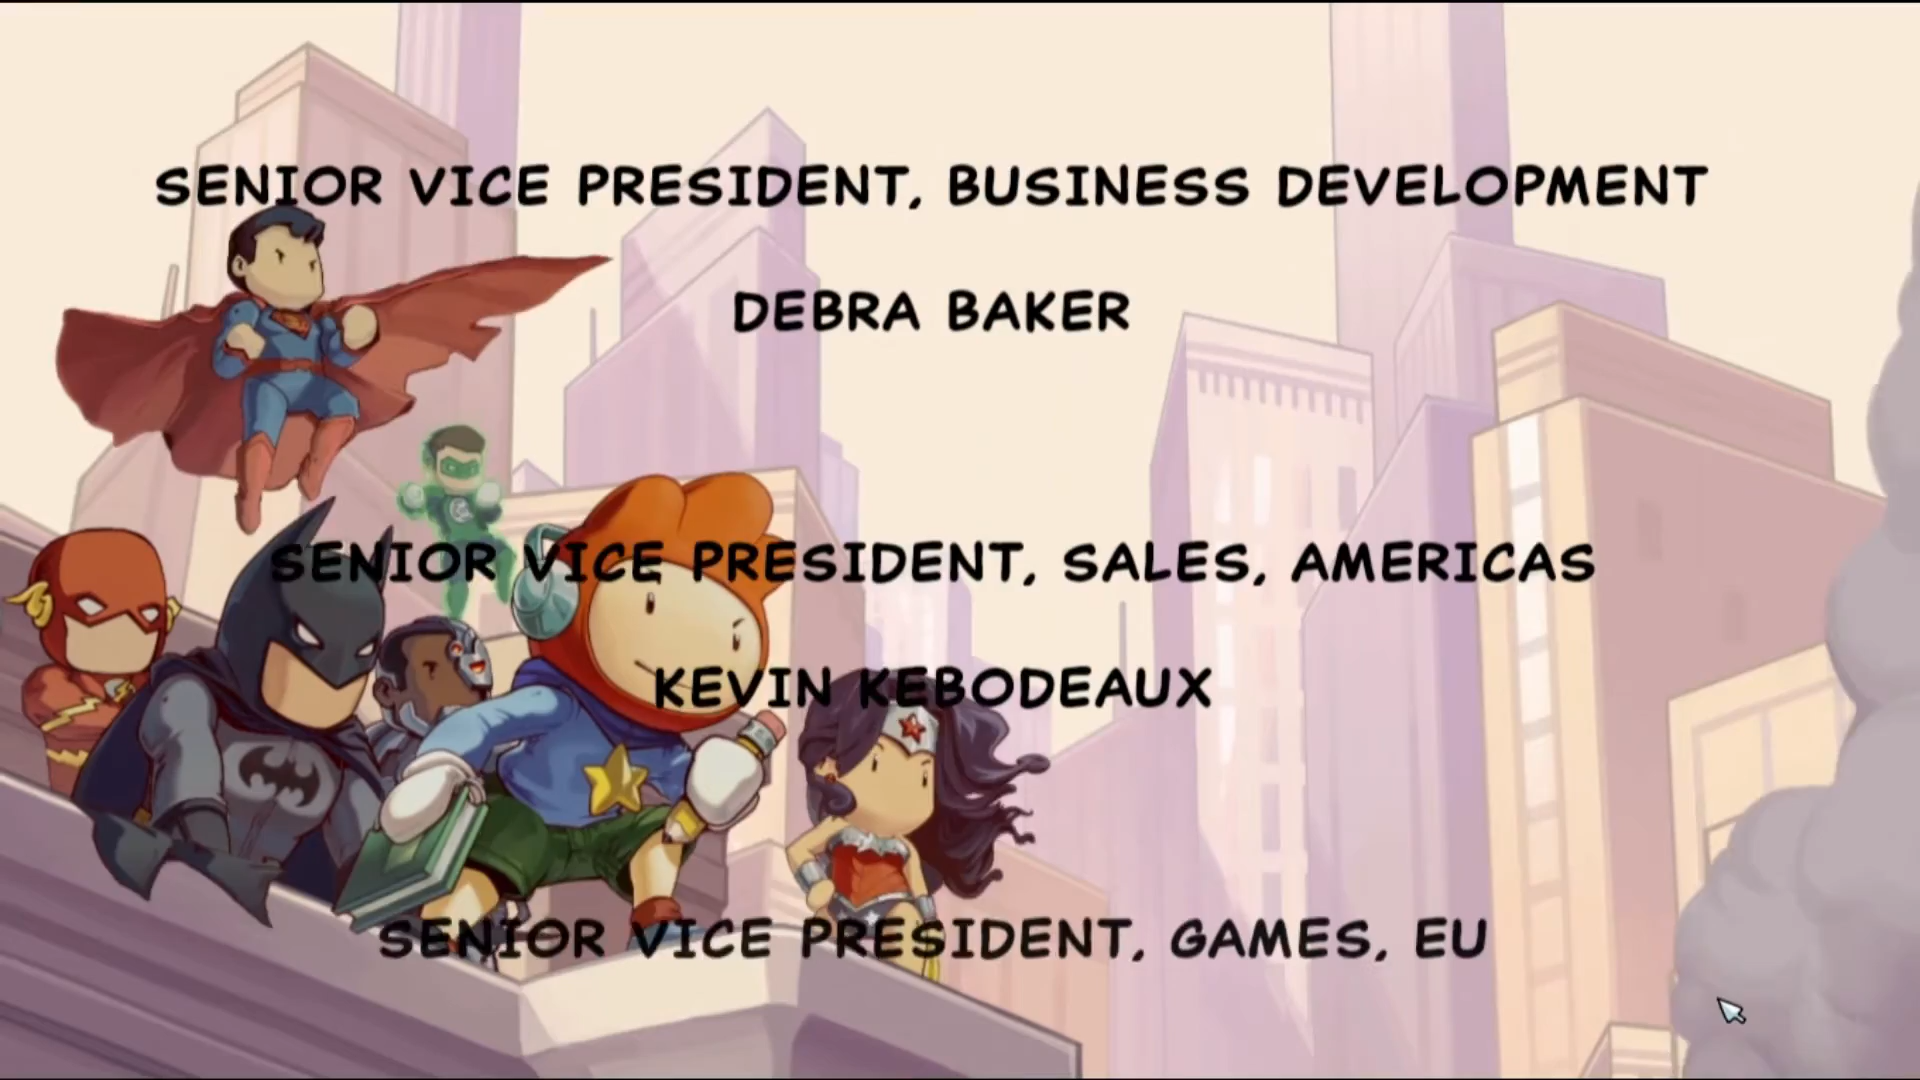 SENIOR VICE PRESIDENT, BUSINESS DEVELOPMENT
DEBRA BAKER
SENIOR VICE PRESIDENT, SALES, AMERICAS
KEVIN KEBODEAUX
SENIOR VICE PRESIDENT, GAMES, EU